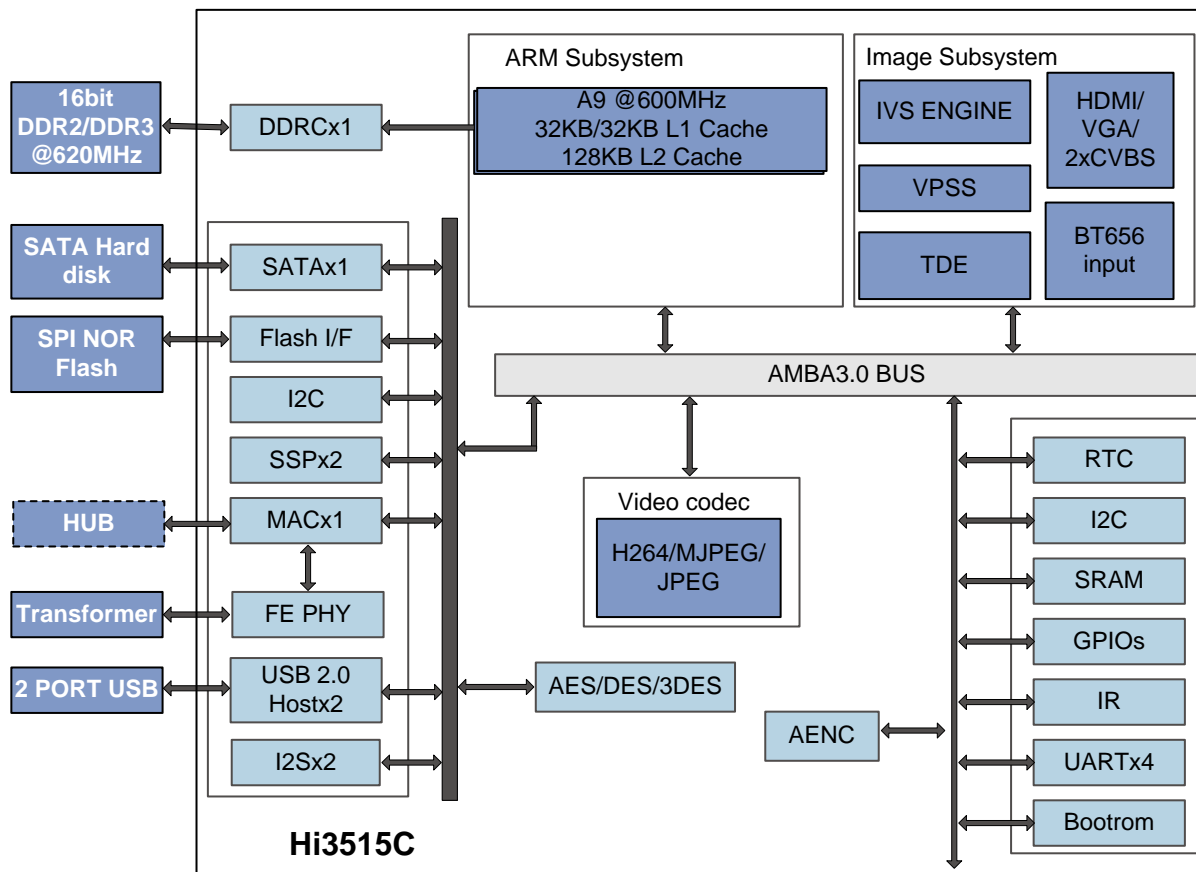 ARM Subsystem
A9 @600MHz
32KB/32KB L1 Cache
128KB L2 Cache
Image Subsystem
IVS ENGINE
VPSS
TDE
HDMI/
VGA/
2xCVBS
BT656
input
16bit
DDR2/DDR3
@620MHz
DDRCx1
SATA Hard
disk
SATAx1
SPI NOR
Flash
Flash I/F
I2C
SSPx2
HUB
MACx1
Transformer
FE PHY
2 PORT USB
USB 2.0
Hostx2
I2Sx2
AMBA3.0 BUS
Video codec
H264/MJPEG/
JPEG
AES/DES/3DES
AENC
RTC
I2C
SRAM
GPIOs
IR
UARTx4
Bootrom
Hi3515C